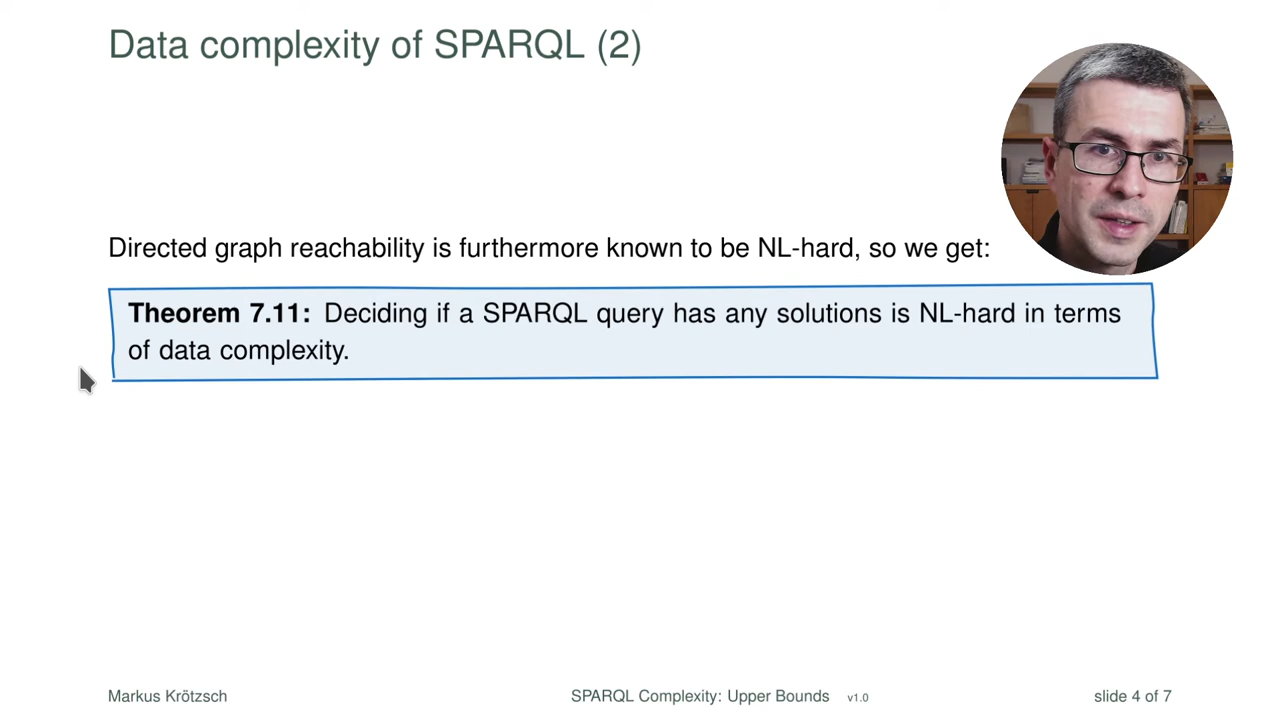 Data complexity of SPARQL (2)
Directed graph reachability is furthermore known to be NL-hard, so we get:
Theorem 7.11: Deciding if a SPARQL query has any solutions is NL-hard in terms
of data complexity.
Markus Krötzsch SPARQL Complexity: Upper Bounds v1.0 slide 4 of 7